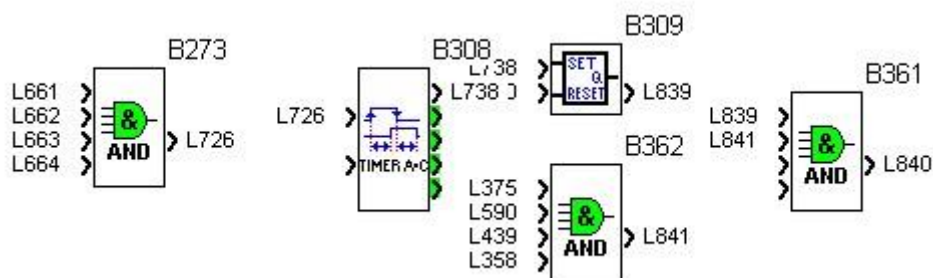 B273
L661
L662
L663
L664
&
AND
L726
B308
L726
TIMER A•C
L738
B309
L738
SET
Q
RESET
L839
B362
L375
L590
L439
L358
&
AND
L841
B361
L839
L841
&
AND
L840